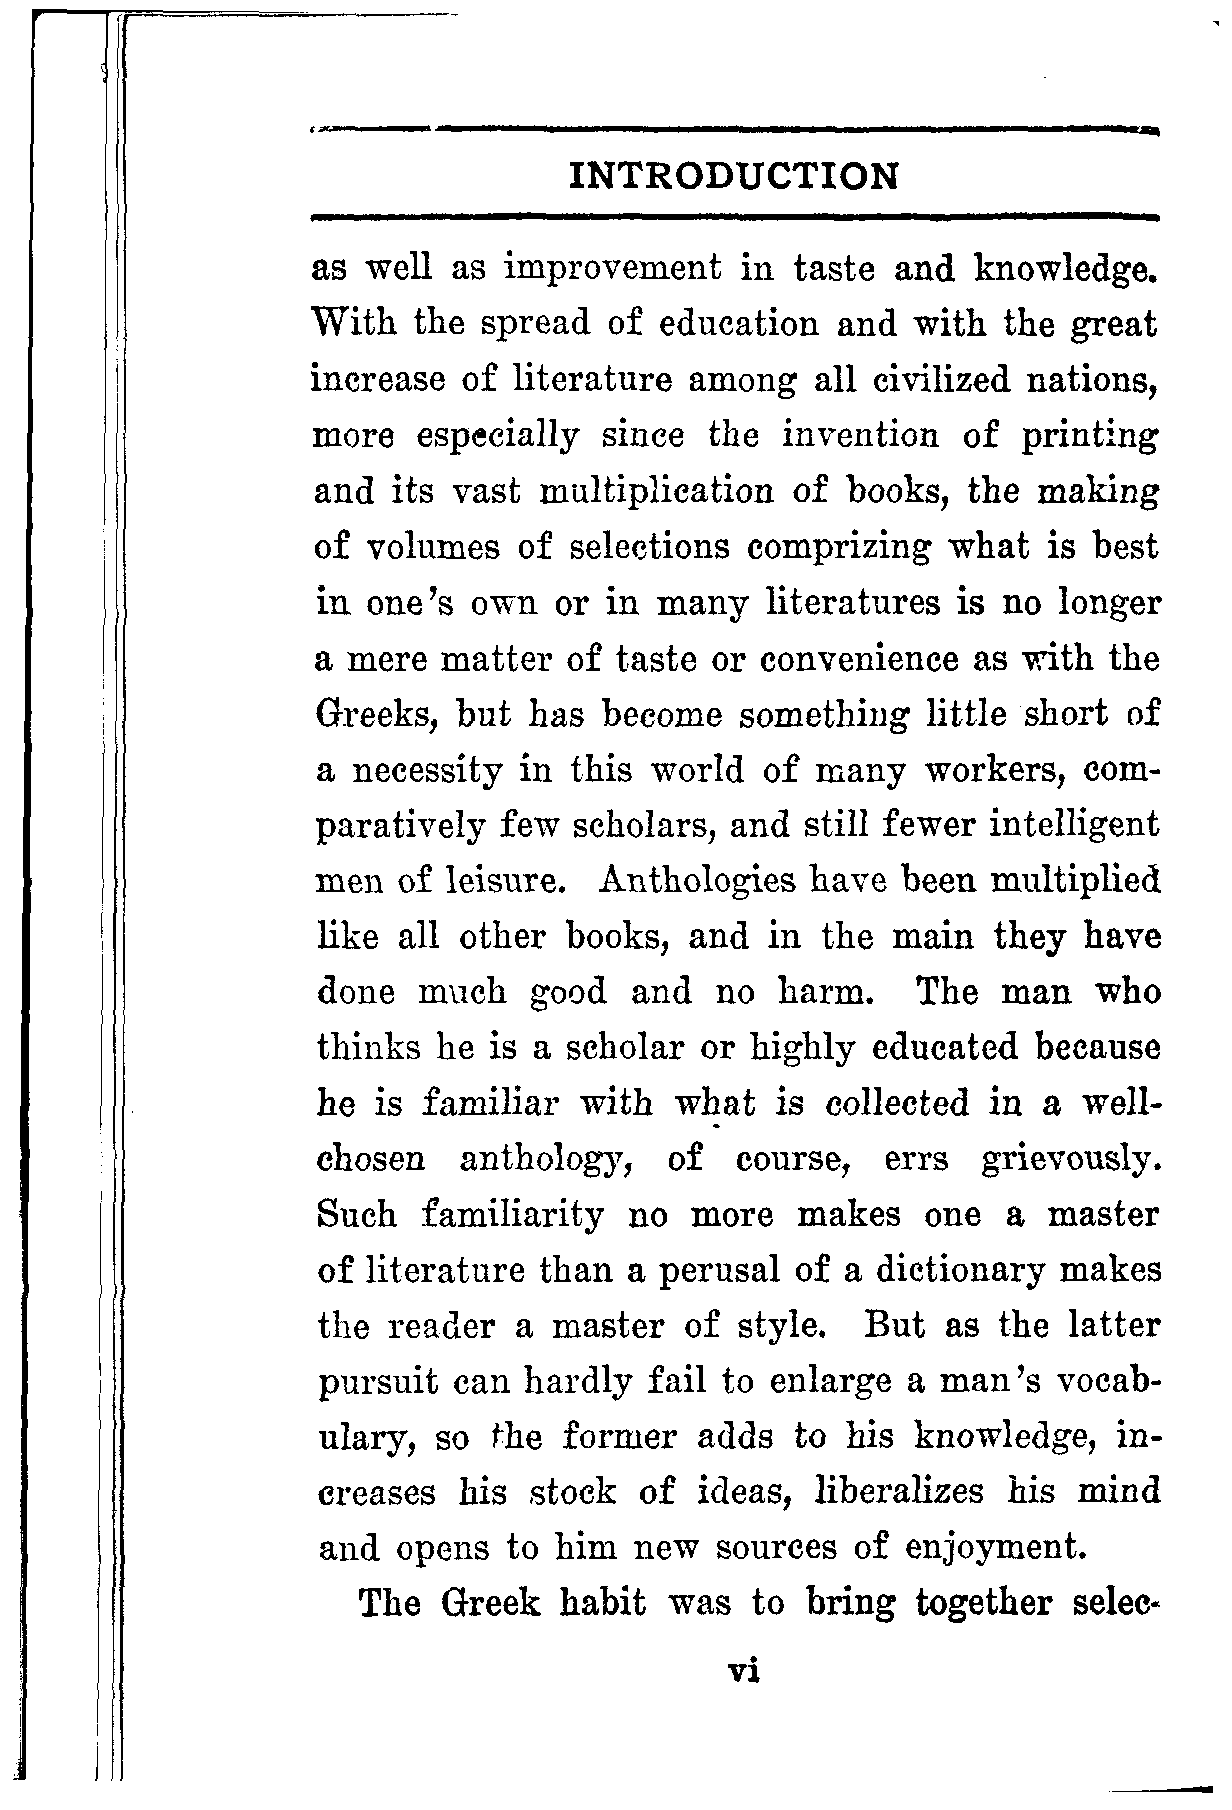 INTRODUCTION
as well as improvement in taste and knowledge.
With the spread of education and with the great
increase of literature among all civilized nations,
more especially since the invention of printing
and its vast multiplication of books, the making
of volumes of selections comprizing what is best
in one's own or in many literatures is no longer
a mere matter of taste or convenience as with the
Greeks, but has become something little short of
a necessity in this world of many workers, com-
paratively few scholars, and still fewer intelligent
men of leisure. Anthologies have been multiplied
like all other books, and in the main they have
done much good and no harm. The man who
thinks he is a scholar or highly educated because
he is familiar with what is collected in a well-
chosen anthology, of course, errs grievously.
Such familiarity no more makes one a master
of literature than a perusal of a dictionary makes
the reader a master of style. But as the latter
pursuit can hardly fail to enlarge a man's vocab-
ulary, so the former adds to his knowledge, in-
creases his stock of ideas, liberalizes his mind
and opens to him new sources of enjoyment.
The Greek habit was to bring together selec-
vi